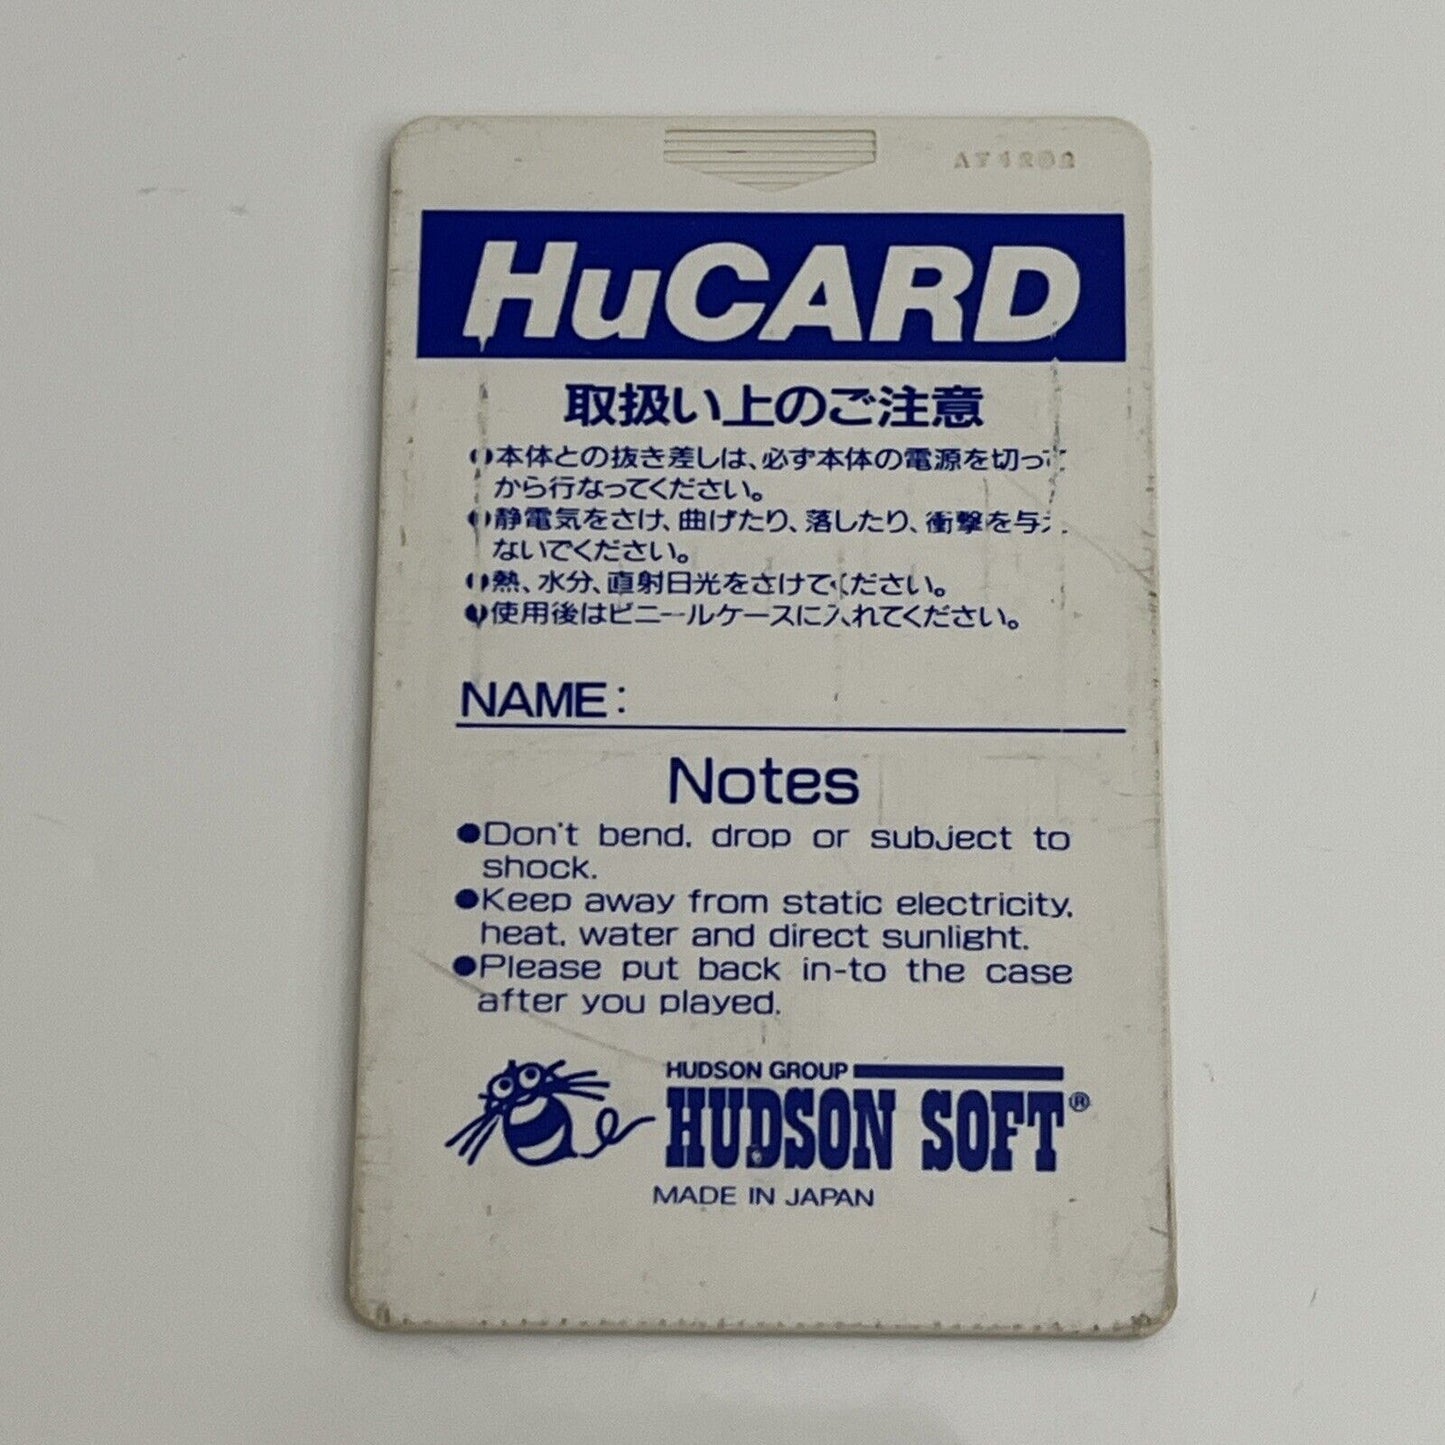 AT4202
HuCARD
取扱い上のご注意
●本体との抜き差しは、必ず本体の電源を切って
から行なってください。
●静電気をさけ、曲げたり、落したり、衝撃を与え
ないでください。
●熱、水分、直射日光をさけてください。
●使用後はビニールケースに入れてください。
NAME:
Notes
●Don't bend, drop or subject to
shock.
●Keep away from static electricity,
heat, water and direct sunlight.
●Please put back in-to the case
after you played.
HUDSON GROUP
HUDSON SOFT®
MADE IN JAPAN